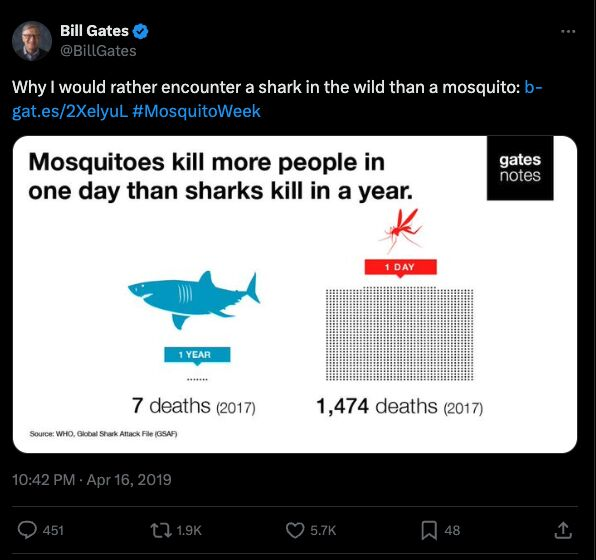 Bill Gates
@BillGates
Why I would rather encounter a shark in the wild than a mosquito: b-
gat.es/2XelyuL #MosquitoWeek
Mosquitoes kill more people in
one day than sharks kill in a year.
gates
notes
1 DAY
1 YEAR
7 deaths (2017)
1,474 deaths (2017)
Source: WHO, Global Shark Attack File (GSAF)
10:42 PM · Apr 16, 2019
451
1.9K
5.7K
48